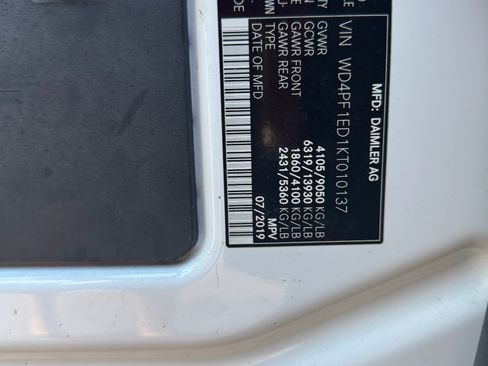 MFD: DAIMLER AG
VIN WD4PF1ED1KT010137
GVWR 4105/9050 KG/LB
GCWR 6319/13930 KG/LB
GAWR FRONT 1860/4100 KG/LB
GAWR REAR 2431/5360 KG/LB
TYPE MPV
DATE OF MFD 07/2019